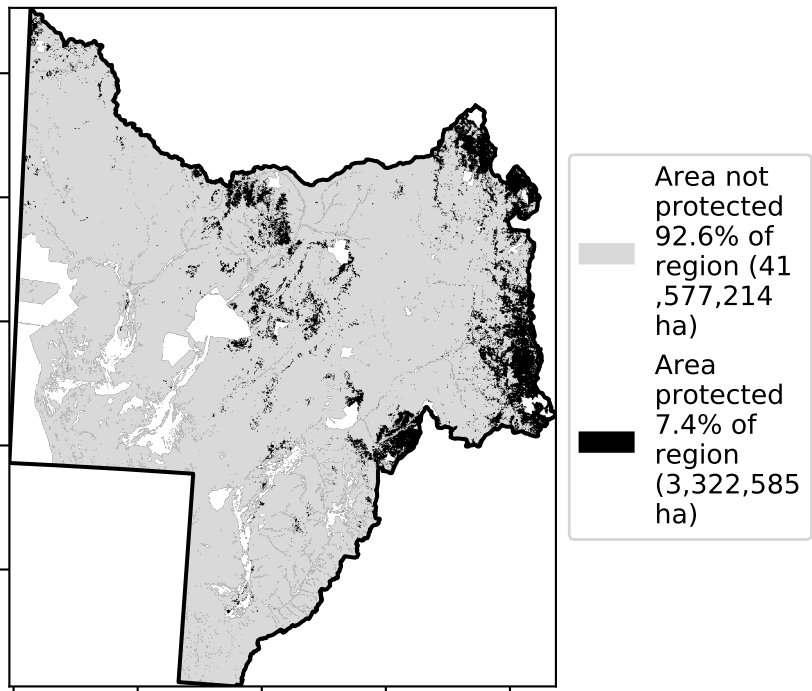 Area not
protected
92.6% of
region (41
,577,214
ha)
Area
protected
7.4% of
region
(3,322,585
ha)